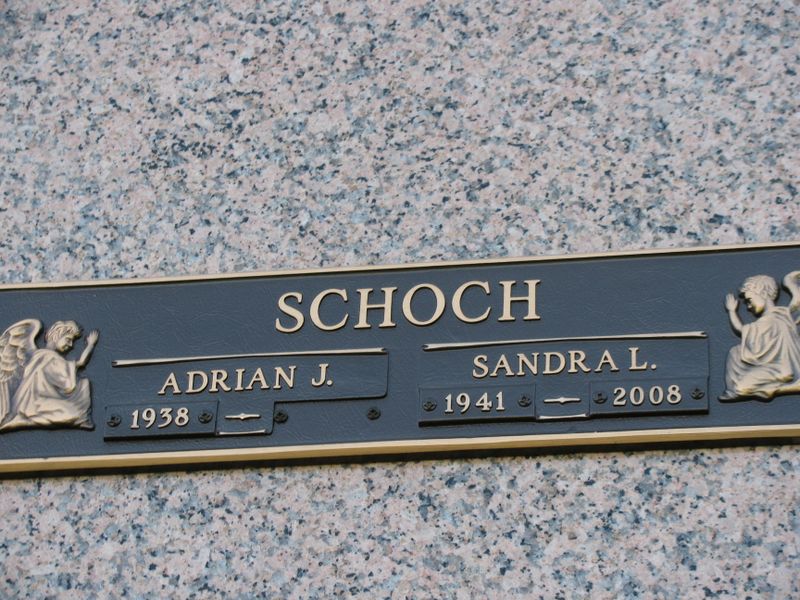 SCHOCH
ADRIAN J.
1938 –
SANDRA L.
1941 – 2008